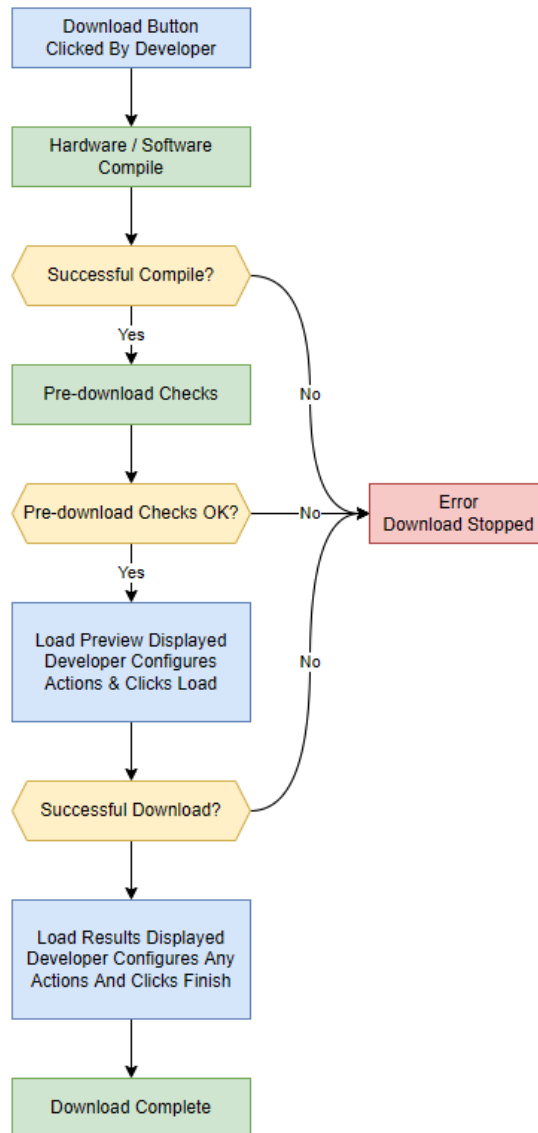 Download Button
Clicked By Developer
Hardware / Software
Compile
Successful Compile?
Yes
No
Pre-download Checks
Pre-download Checks OK?
No
Error
Download Stopped
Yes
Load Preview Displayed
Developer Configures
Actions & Clicks Load
No
Successful Download?
Load Results Displayed
Developer Configures Any
Actions And Clicks Finish
Download Complete